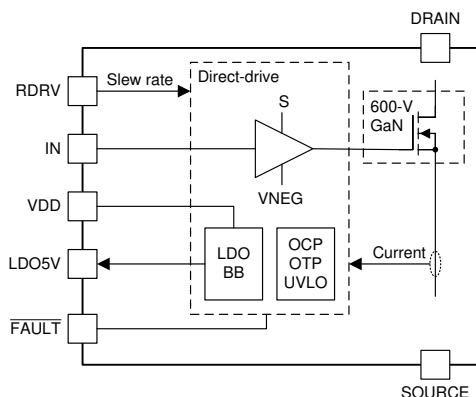 DRAIN
RDRV
Slew rate
Direct-drive
600-V
GaN
S
IN
VNEG
VDD
LDO
BB
OCP
OTP
UVLO
Current
LDO5V
FAULT
SOURCE